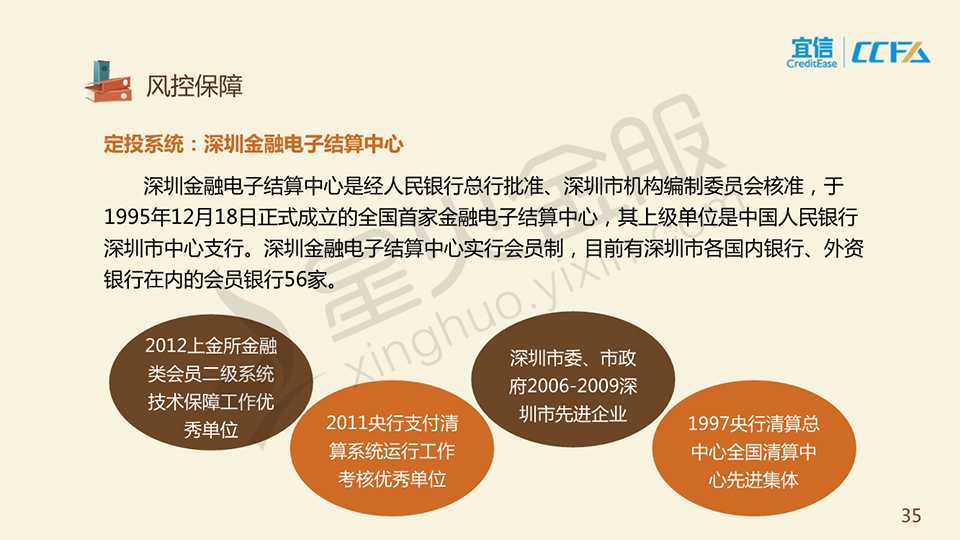 宜信
CreditEase
CCFA
风控保障
定投系统：深圳金融电子结算中心
深圳金融电子结算中心是经人民银行总行批准、深圳市机构编制委员会核准，于
1995年12月18日正式成立的全国首家金融电子结算中心，其上级单位是中国人民银行
深圳市中心支行。深圳金融电子结算中心实行会员制，目前有深圳市各国内银行、外资
银行在内的会员银行56家。
星火金服
xinghuo.yixin.com
2012上金所金融
类会员二级系统
技术保障工作优
秀单位
2011央行支付清
算系统运行工作
考核优秀单位
深圳市委、市政
府2006-2009深
圳市先进企业
1997央行清算总
中心全国清算中
心先进集体
35